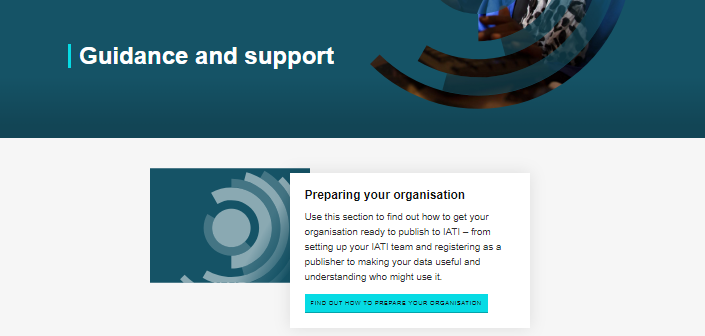 Guidance and support
Preparing your organisation
Use this section to find out how to get your
organisation ready to publish to IATI – from
setting up your IATI team and registering as a
publisher to making your data useful and
understanding who might use it.
FIND OUT HOW TO PREPARE YOUR ORGANISATION